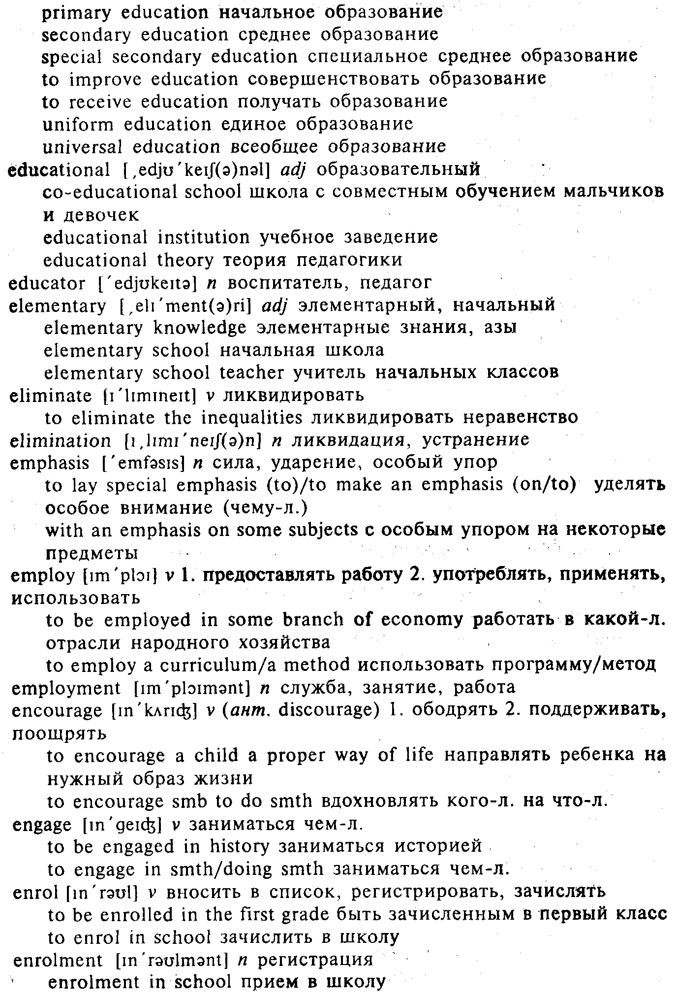 primary education начальное образование
secondary education среднее образование
special secondary education специальное среднее образование
to improve education совершенствовать образование
to receive education получать образование
uniform education единое образование
universal education всеобщее образование
educational [ˌedjʊˈkeɪʃ(ə)nəl] adj образовательный
co-educational school школа с совместным обучением мальчиков
и девочек
educational institution учебное заведение
educational theory теория педагогики
educator [ˈedjʊkeɪtə] n воспитатель, педагог
elementary [ˌelɪˈment(ə)ri] adj элементарный, начальный
elementary knowledge элементарные знания, азы
elementary school начальная школа
elementary school teacher учитель начальных классов
eliminate [ɪˈlɪmɪneɪt] v ликвидировать
to eliminate the inequalities ликвидировать неравенство
elimination [ɪˌlɪmɪˈneɪʃ(ə)n] n ликвидация, устранение
emphasis [ˈemfəsɪs] n сила, ударение, особый упор
to lay special emphasis (to)/to make an emphasis (on/to) уделять
особое внимание (чему-л.)
with an emphasis on some subjects с особым упором на некоторые
предметы
employ [ɪmˈplɔɪ] v 1. предоставлять работу 2. употреблять, применять,
использовать
to be employed in some branch of economy работать в какой-л.
отрасли народного хозяйства
to employ a curriculum/a method использовать программу/метод
employment [ɪmˈplɔɪmənt] n служба, занятие, работа
encourage [ɪnˈkʌrɪʤ] v (ант. discourage) 1. ободрять 2. поддерживать,
поощрять
to encourage a child a proper way of life направлять ребенка на
нужный образ жизни
to encourage smb to do smth вдохновлять кого-л. на что-л.
engage [ɪnˈgeɪʤ] v заниматься чем-л.
to be engaged in history заниматься историей
to engage in smth/doing smth заниматься чем-л.
enrol [ɪnˈrəʊl] v вносить в список, регистрировать, зачислять
to be enrolled in the first grade быть зачисленным в первый класс
to enrol in school зачислить в школу
enrolment [ɪnˈrəʊlmənt] n регистрация
enrolment in school прием в школу